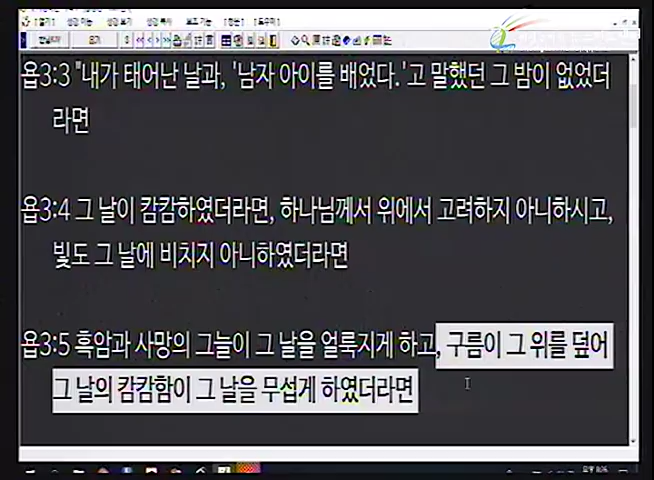 욥3:3 "내가 태어난 날과, '남자 아이를 배었다.'고 말했던 그 밤이 없었더
라면
욥3:4 그 날이 캄캄하였더라면, 하나님께서 위에서 고려하지 아니하시고,
빛도 그 날에 비치지 아니하였더라면
욥3:5 흑암과 사망의 그늘이 그 날을 얼룩지게 하고, 구름이 그 위를 덮어
그 날의 캄캄함이 그 날을 무섭게 하였더라면